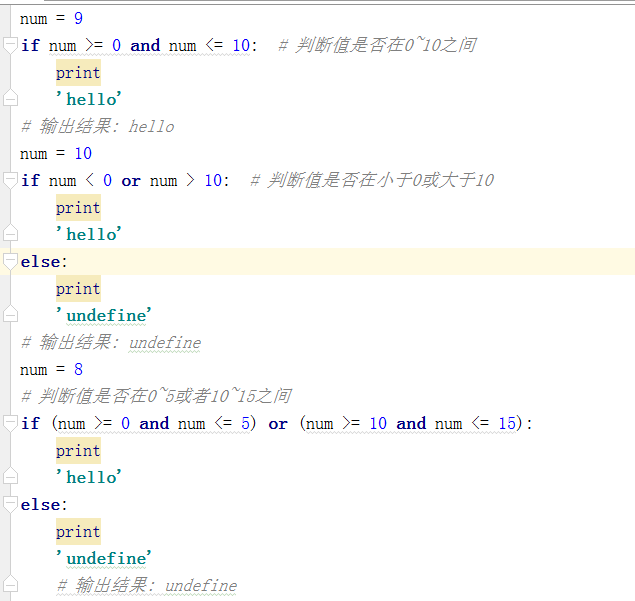 num = 9
if num >= 0 and num <= 10:  # 判断值是否在0~10之间
    print
    'hello'
# 输出结果: hello
num = 10
if num < 0 or num > 10:  # 判断值是否在小于0或大于10
    print
    'hello'
else:
    print
    'undefine'
# 输出结果: undefine
num = 8
# 判断值是否在0~5或者10~15之间
if (num >= 0 and num <= 5) or (num >= 10 and num <= 15):
    print
    'hello'
else:
    print
    'undefine'
    # 输出结果: undefine